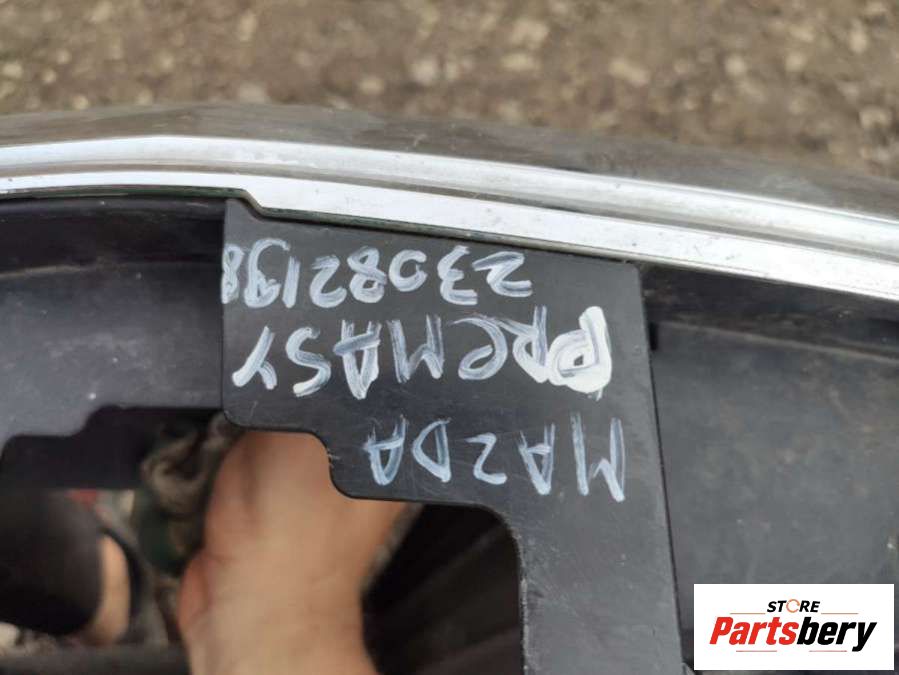 MAZDA
PREMASY
23082198
STORE
Partsbery